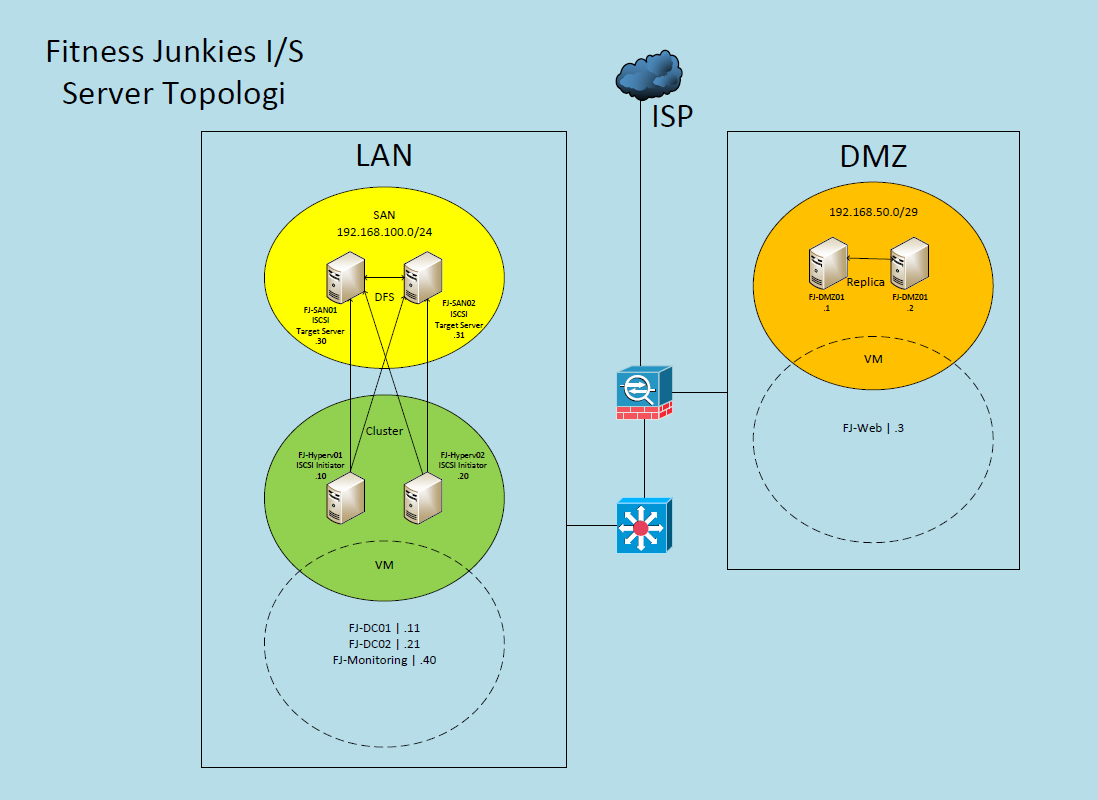 Fitness Junkies I/S
Server Topologi
ISP
LAN
SAN
192.168.100.0/24
DFS
FJ-SAN01
ISCSI
Target Server
.30
FJ-SAN02
ISCSI
Target Server
.31
Cluster
FJ-Hyperv01
ISCSI Initiator
.10
FJ-Hyperv02
ISCSI Initiator
.20
VM
FJ-DC01 | .11
FJ-DC02 | .21
FJ-Monitoring | .40
DMZ
192.168.50.0/29
Replica
FJ-DMZ01
.1
FJ-DMZ01
.2
VM
FJ-Web | .3